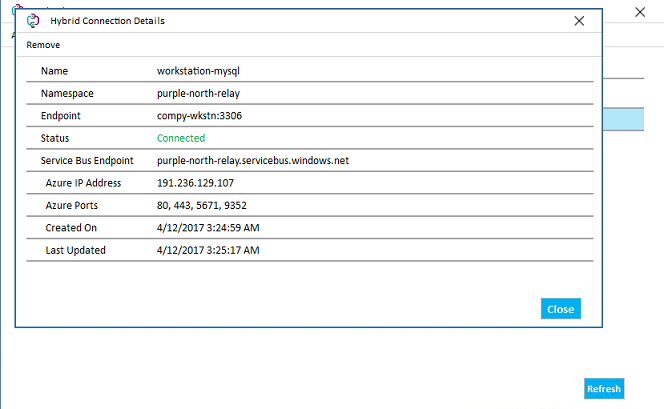 Hybrid Connection Details
Remove
Name workstation-mysql
Namespace purple-north-relay
Endpoint compy-wkstn:3306
Status Connected
Service Bus Endpoint purple-north-relay.servicebus.windows.net
Azure IP Address 191.236.129.107
Azure Ports 80, 443, 5671, 9352
Created On 4/12/2017 3:24:59 AM
Last Updated 4/12/2017 3:25:17 AM
Close
Refresh